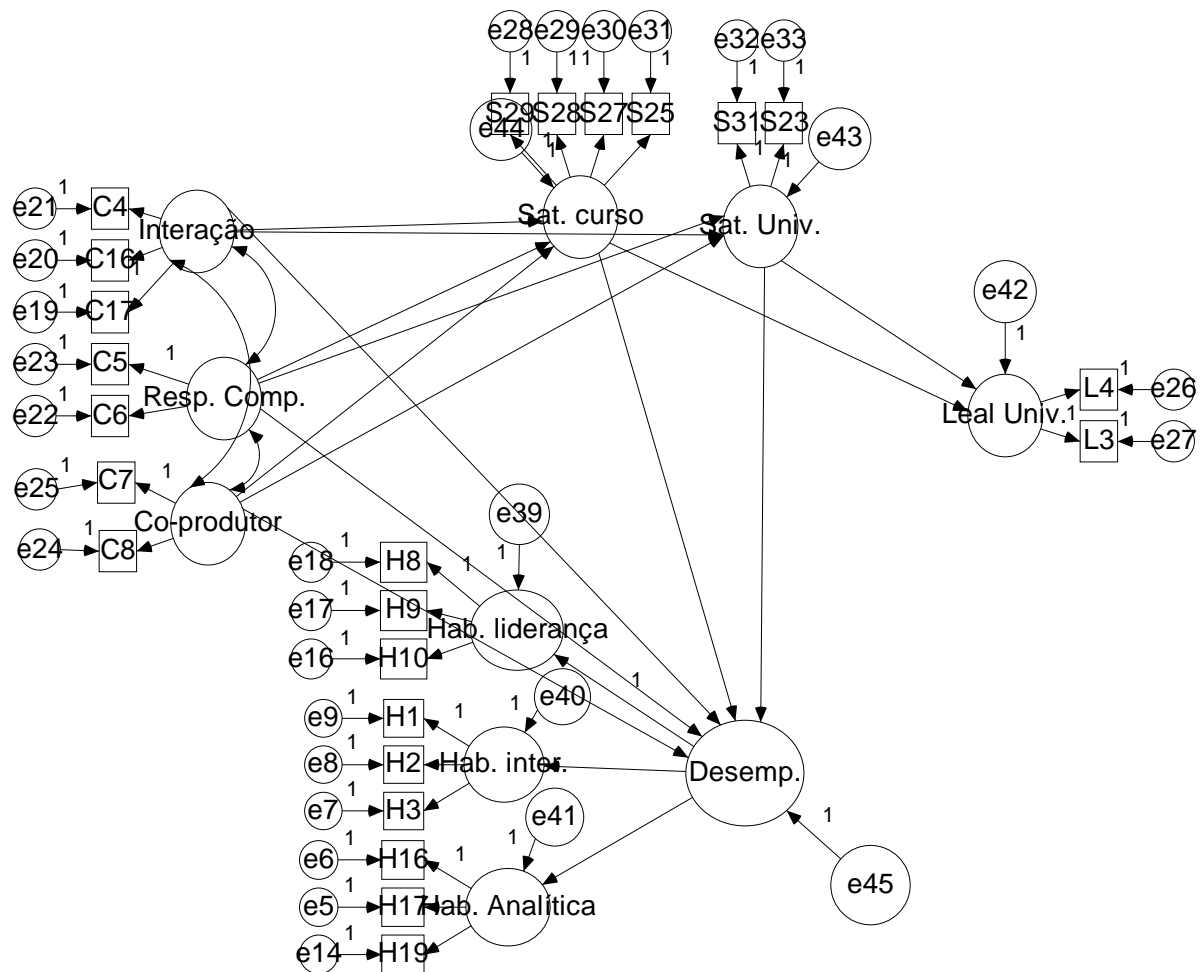 e28 e29 e30 e31
1 11 1
S29 S28 S27 S25
e32 e33
1 1
S31 S23
e44
1
1
1
1
e43
Sat. curso
Sat. Univ.
e21 1 C4
Interação
e20 1 C16
1
e19 1 C17
e23 1 C5 1
Resp. Comp.
e22 1 C6
e25 1 C7 1
Co-produtor
e24 1 C8
e42
1
Leal Univ.
1
L4 1 e26
L3 1 e27
e39
1
e18 1 H8 1
e17 1 H9
Hab. liderança
e16 1 H10
1
e40
1
e9 1 H1 1
e8 1 H2
Hab. inter.
e7 1 H3
Desemp.
e41
1
e6 1 H16 1
e5 1 H17
Hab. Analítica
e14 1 H19
1
e45